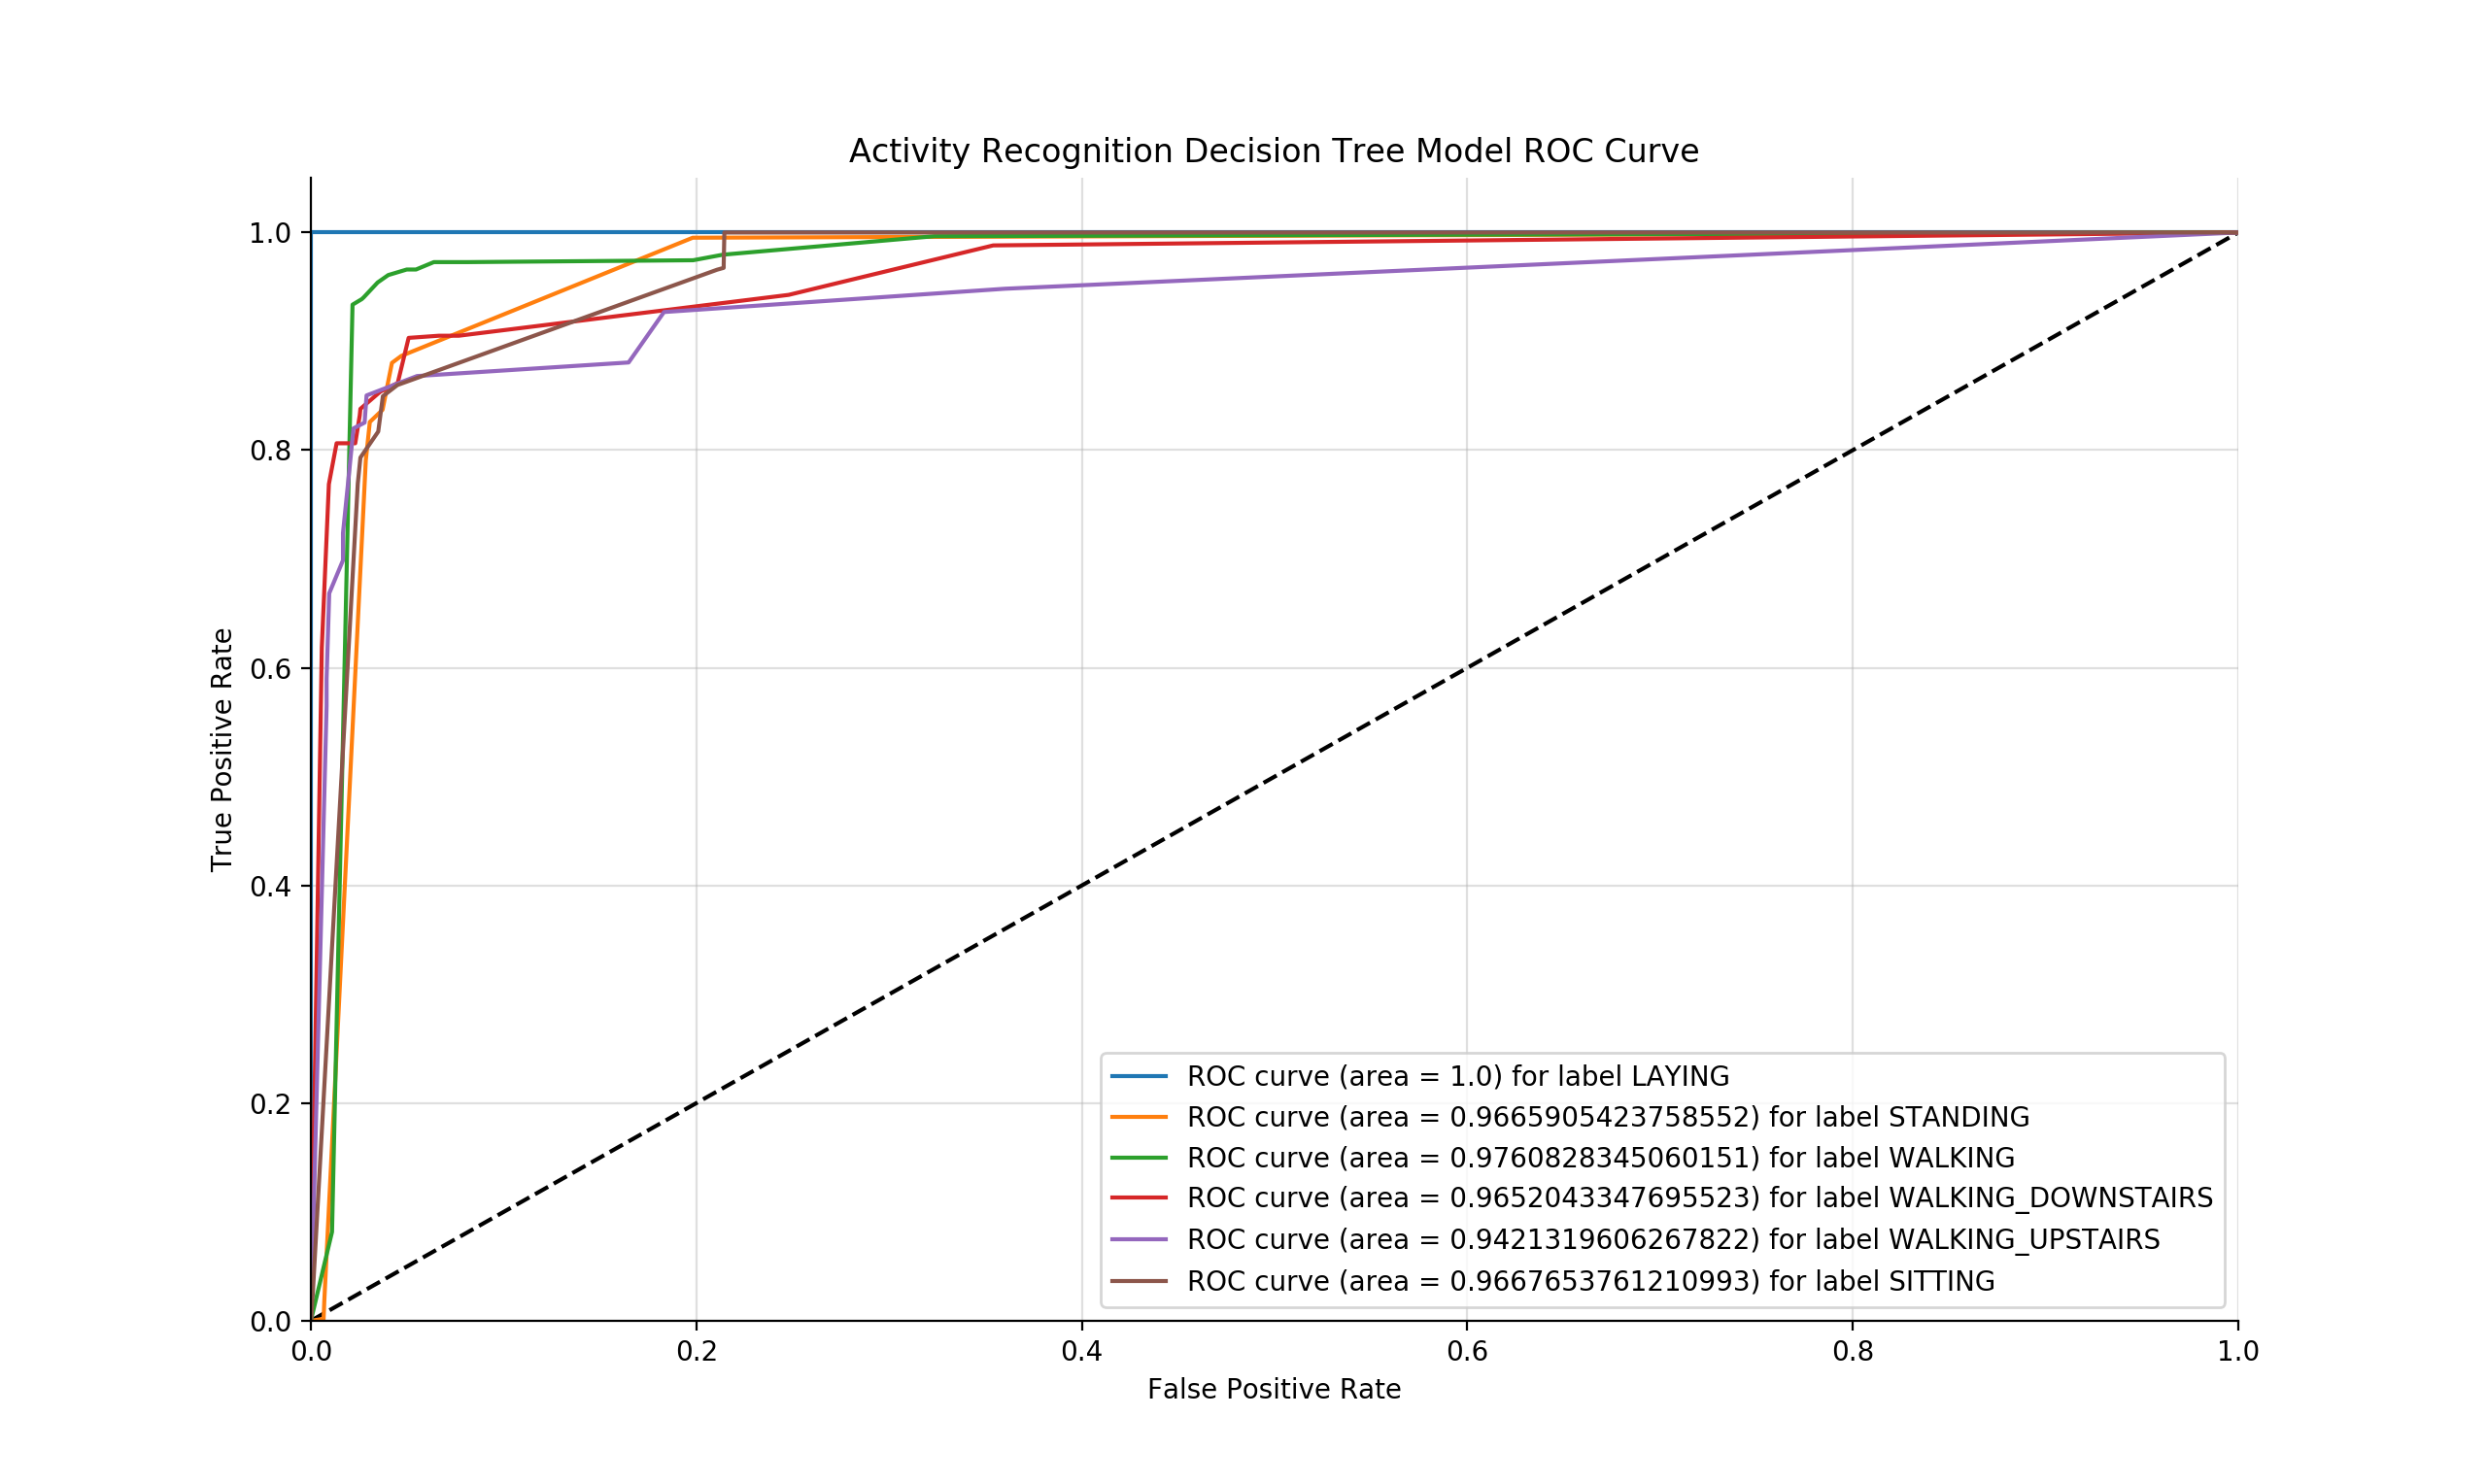 Activity Recognition Decision Tree Model ROC Curve
1.0
0.8
0.6
0.4
0.2
0.0
True Positive Rate
0.0 0.2 0.4 0.6 0.8 1.0
False Positive Rate
ROC curve (area = 1.0) for label LAYING
ROC curve (area = 0.9665905423758552) for label STANDING
ROC curve (area = 0.9760828345060151) for label WALKING
ROC curve (area = 0.9652043347695523) for label WALKING_DOWNSTAIRS
ROC curve (area = 0.9421319606267822) for label WALKING_UPSTAIRS
ROC curve (area = 0.9667653761210993) for label SITTING